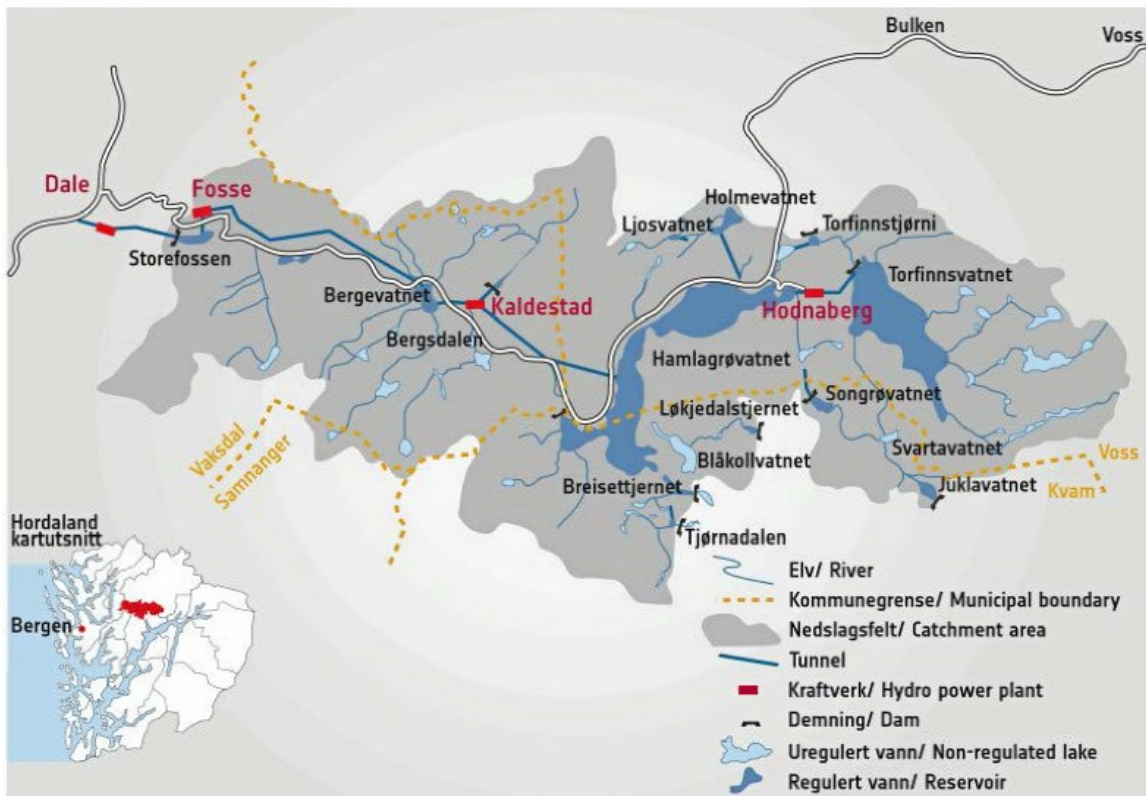 Bulken
Voss
Dale
Fosse
Holmevatnet
Ljosvatnet
Torfinnstjørni
Storefossen
Torfinnsvatnet
Bergevatnet
Kaldestad
Hodnaberg
Bergsdalen
Hamlagrøvatnet
Løkjedalstjernet
Songrøvatnet
Vaksdal
Samnanger
Blåkollvatnet
Svartavatnet
Voss
Breisettjernet
Juklavatnet
Kvam
Tjørnadalen
Hordaland
kartutsnitt
Bergen
Elv/ River
Kommunegrense/ Municipal boundary
Nedslagsfelt/ Catchment area
Tunnel
Kraftverk/ Hydro power plant
Demning/ Dam
Uregulert vann/ Non-regulated lake
Regulert vann/ Reservoir